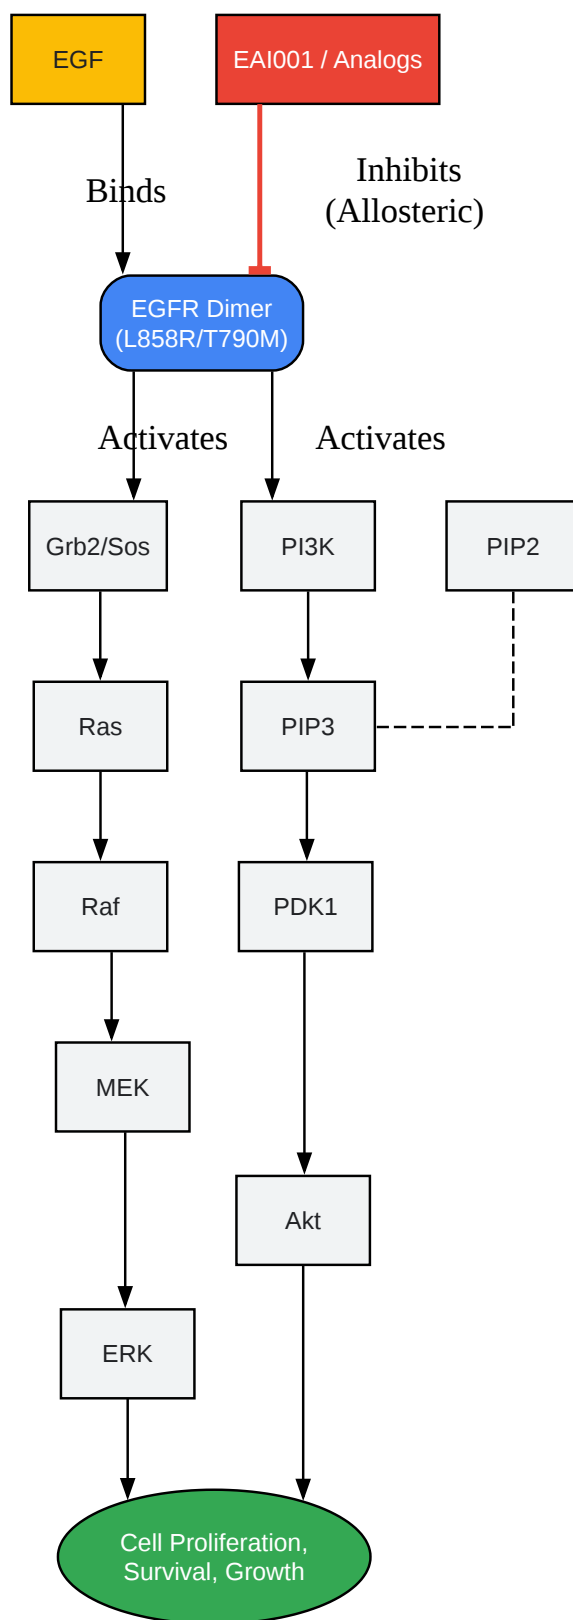 EGF
EAI001 / Analogs
Binds
Inhibits
(Allosteric)
EGFR Dimer
(L858R/T790M)
Activates
Activates
Grb2/Sos
PI3K
PIP2
Ras
PIP3
Raf
PDK1
MEK
Akt
ERK
Cell Proliferation,
Survival, Growth